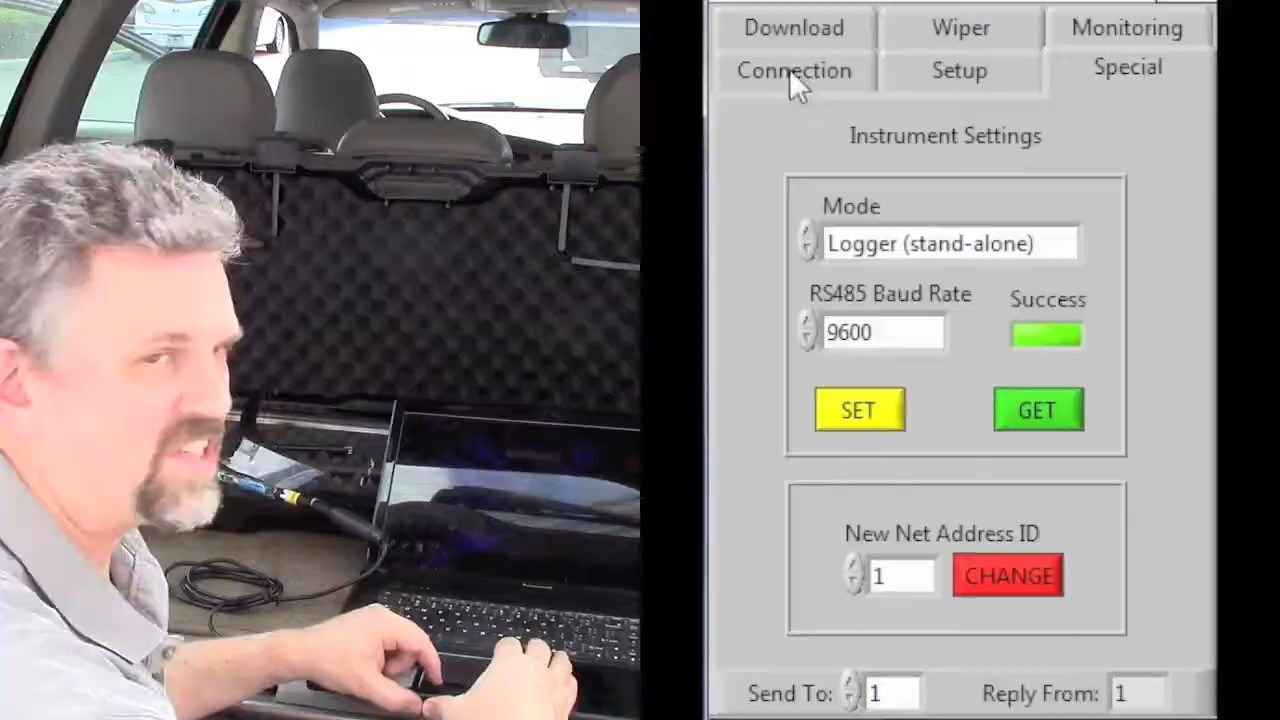 Download Wiper Monitoring
Connection Setup Special
Instrument Settings
Mode
Logger (stand-alone)
RS485 Baud Rate Success
9600
SET GET
New Net Address ID
1 CHANGE
Send To: 1 Reply From: 1